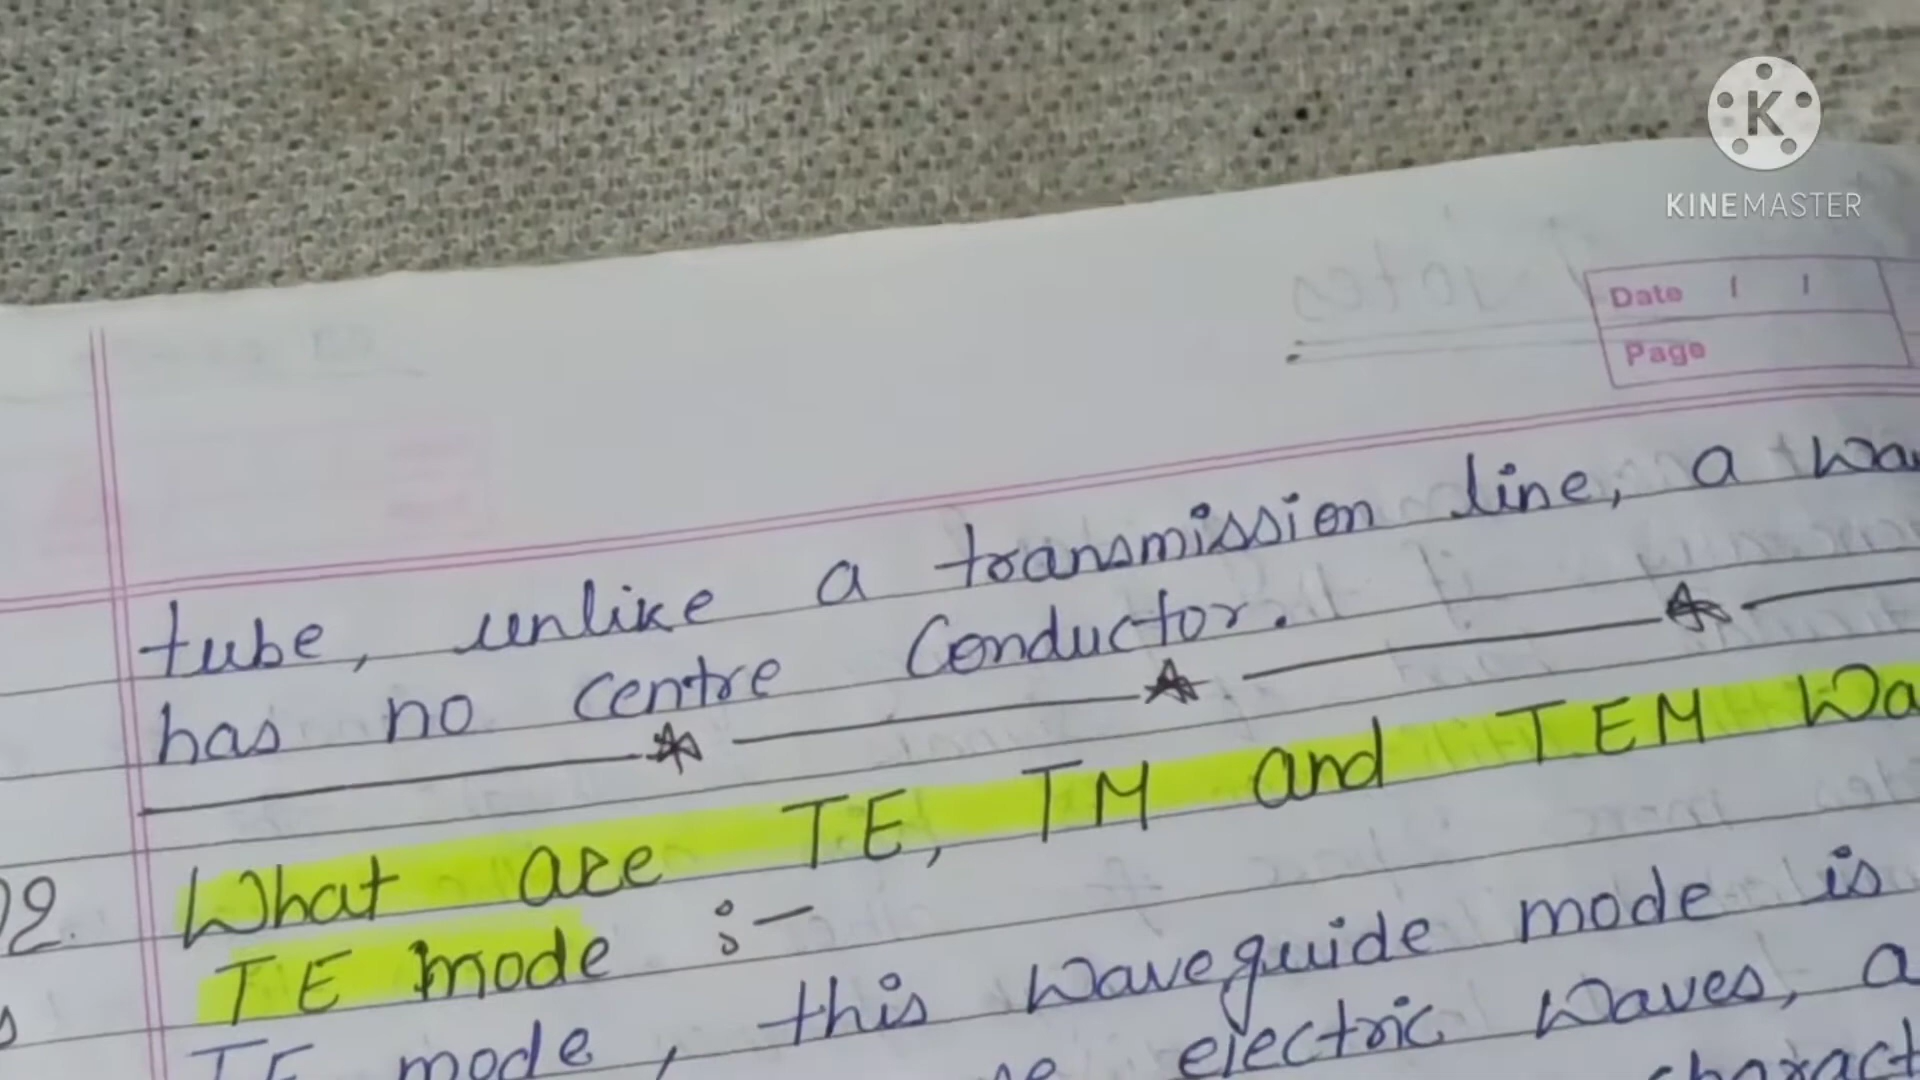 K
KINEMASTER
Date / /
Page
tube, unlike a transmission line, a
has no centre Conductor.
What are TE, TM and TEM
TE mode :-
TE mode, this waveguide mode is
electric waves, a